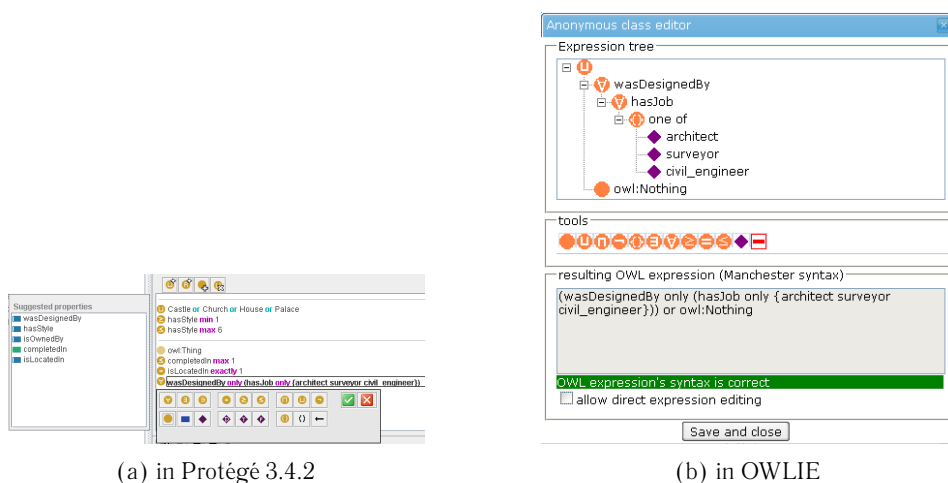 Suggested properties
wasDesignedBy
hasStyle
isOwnedBy
completedIn
isLocatedIn
Castle or Church or House or Palace
hasStyle min 1
hasStyle max 6
owl:Thing
completedIn max 1
isLocatedIn exactly 1
wasDesignedBy only (hasJob only {architect surveyor civil_engineer})
(a) in Protégé 3.4.2
Anonymous class editor
Expression tree
wasDesignedBy
hasJob
one of
architect
surveyor
civil_engineer
owl:Nothing
tools
resulting OWL expression (Manchester syntax)
(wasDesignedBy only (hasJob only {architect surveyor
civil_engineer})) or owl:Nothing
OWL expression's syntax is correct
allow direct expression editing
Save and close
(b) in OWLIE